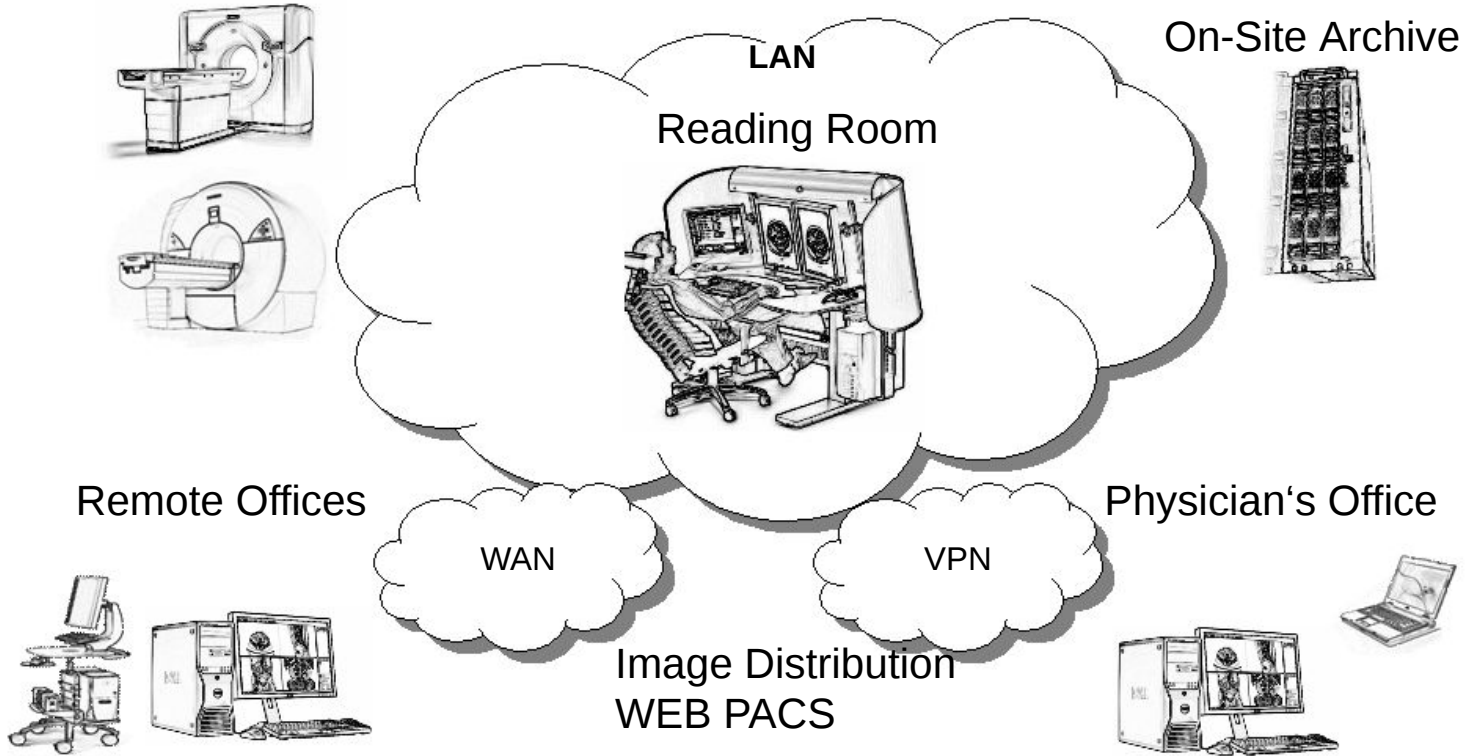 LAN
On-Site Archive
Reading Room
Remote Offices
Physician‘s Office
WAN
VPN
Image Distribution
WEB PACS